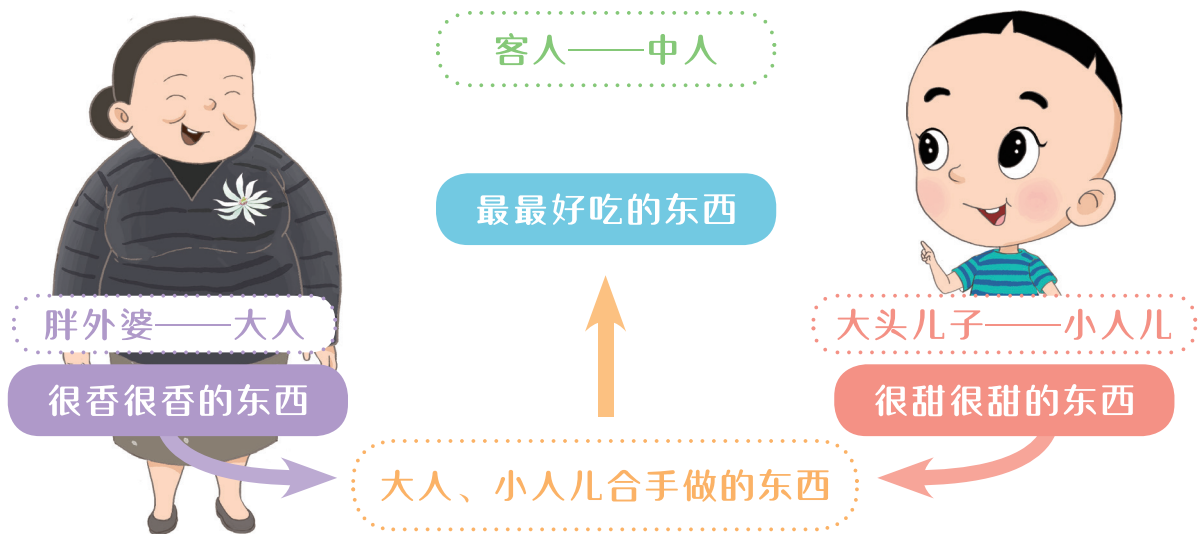 客人——中人
最最好吃的东西
胖外婆——大人
大头儿子——小人儿
很香很香的东西
很甜很甜的东西
大人、小人儿合手做的东西